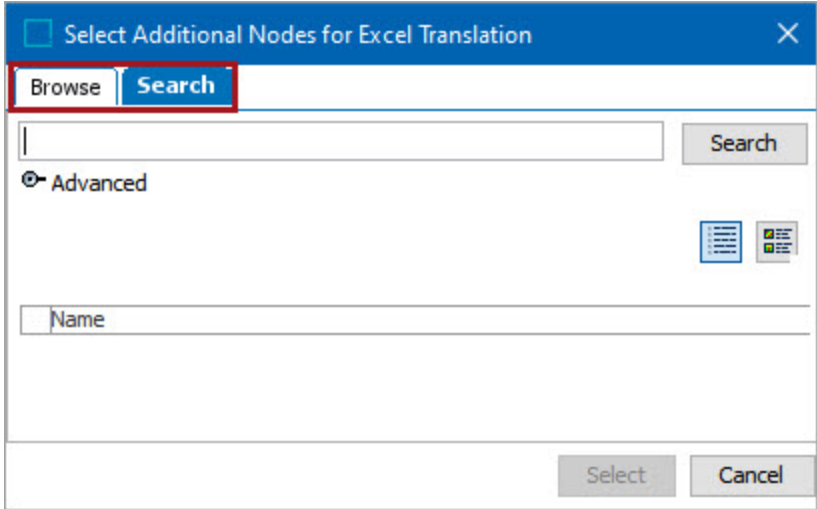 Select Additional Nodes for Excel Translation
Browse Search
Search
Advanced
Name
Select Cancel